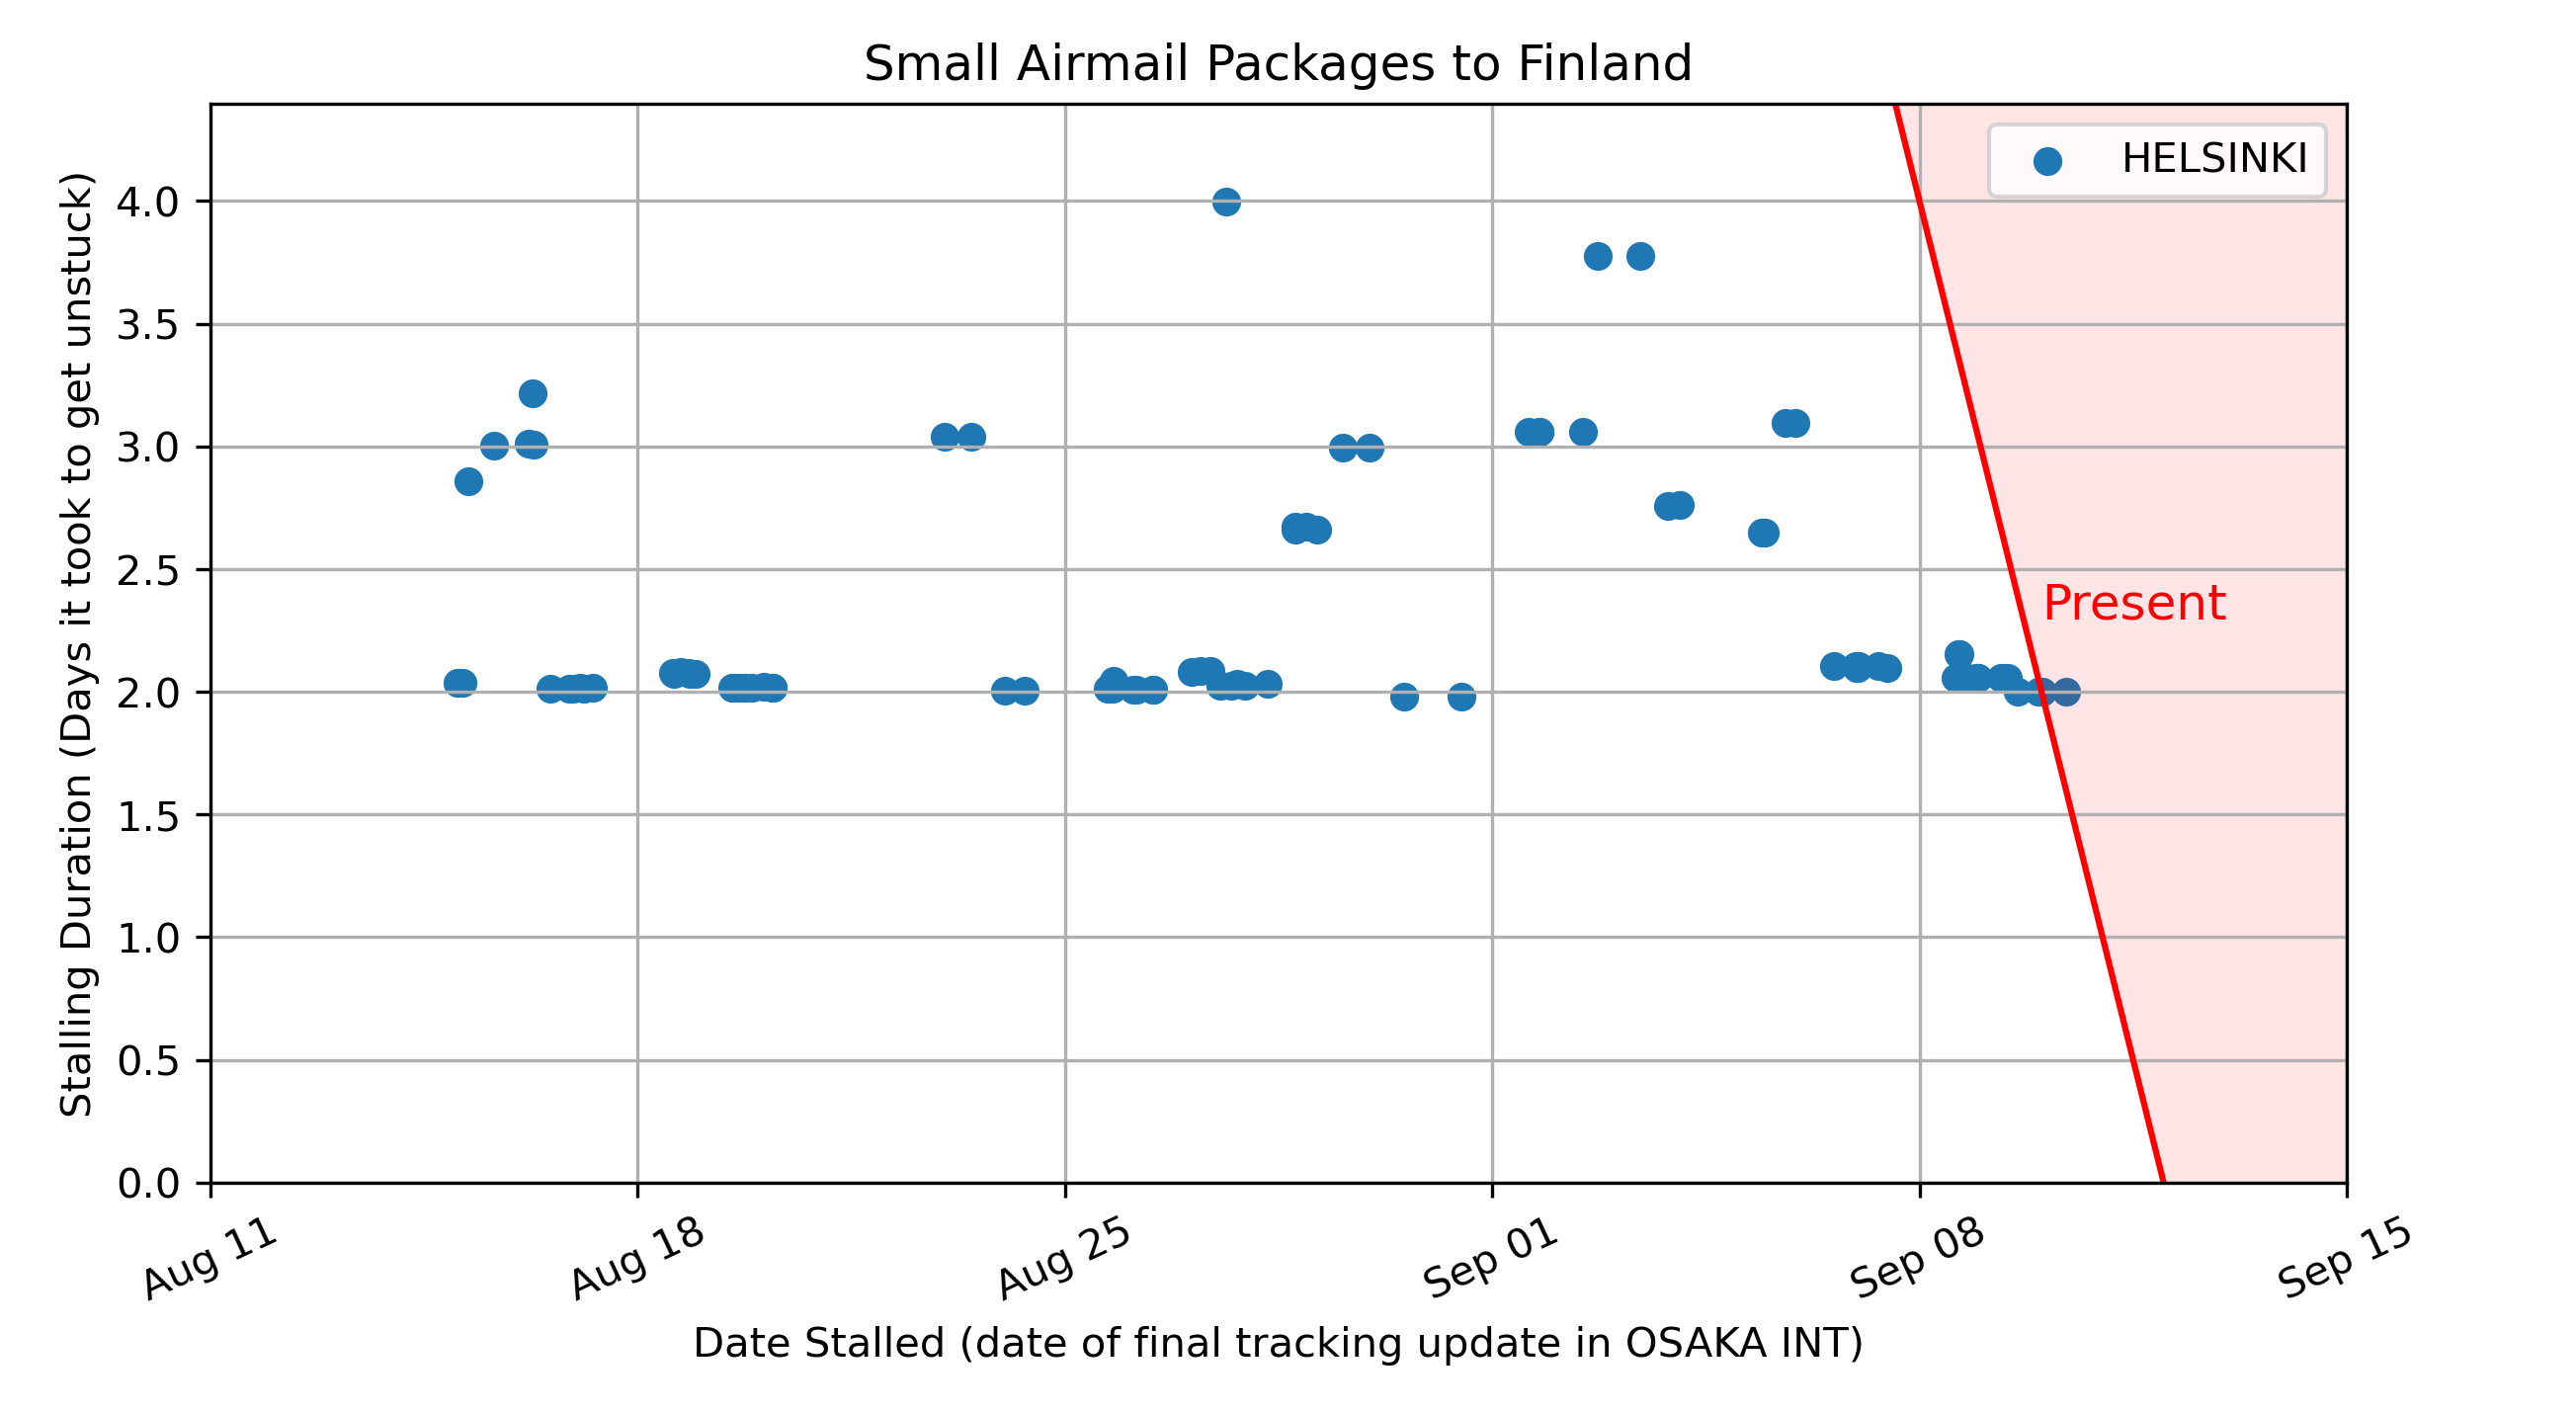 Small Airmail Packages to Finland
HELSINKI
Stalling Duration (Days it took to get unstuck)
4.0
3.5
3.0
2.5
2.0
1.5
1.0
0.5
0.0
Present
Aug 11
Aug 18
Aug 25
Sep 01
Sep 08
Sep 15
Date Stalled (date of final tracking update in OSAKA INT)